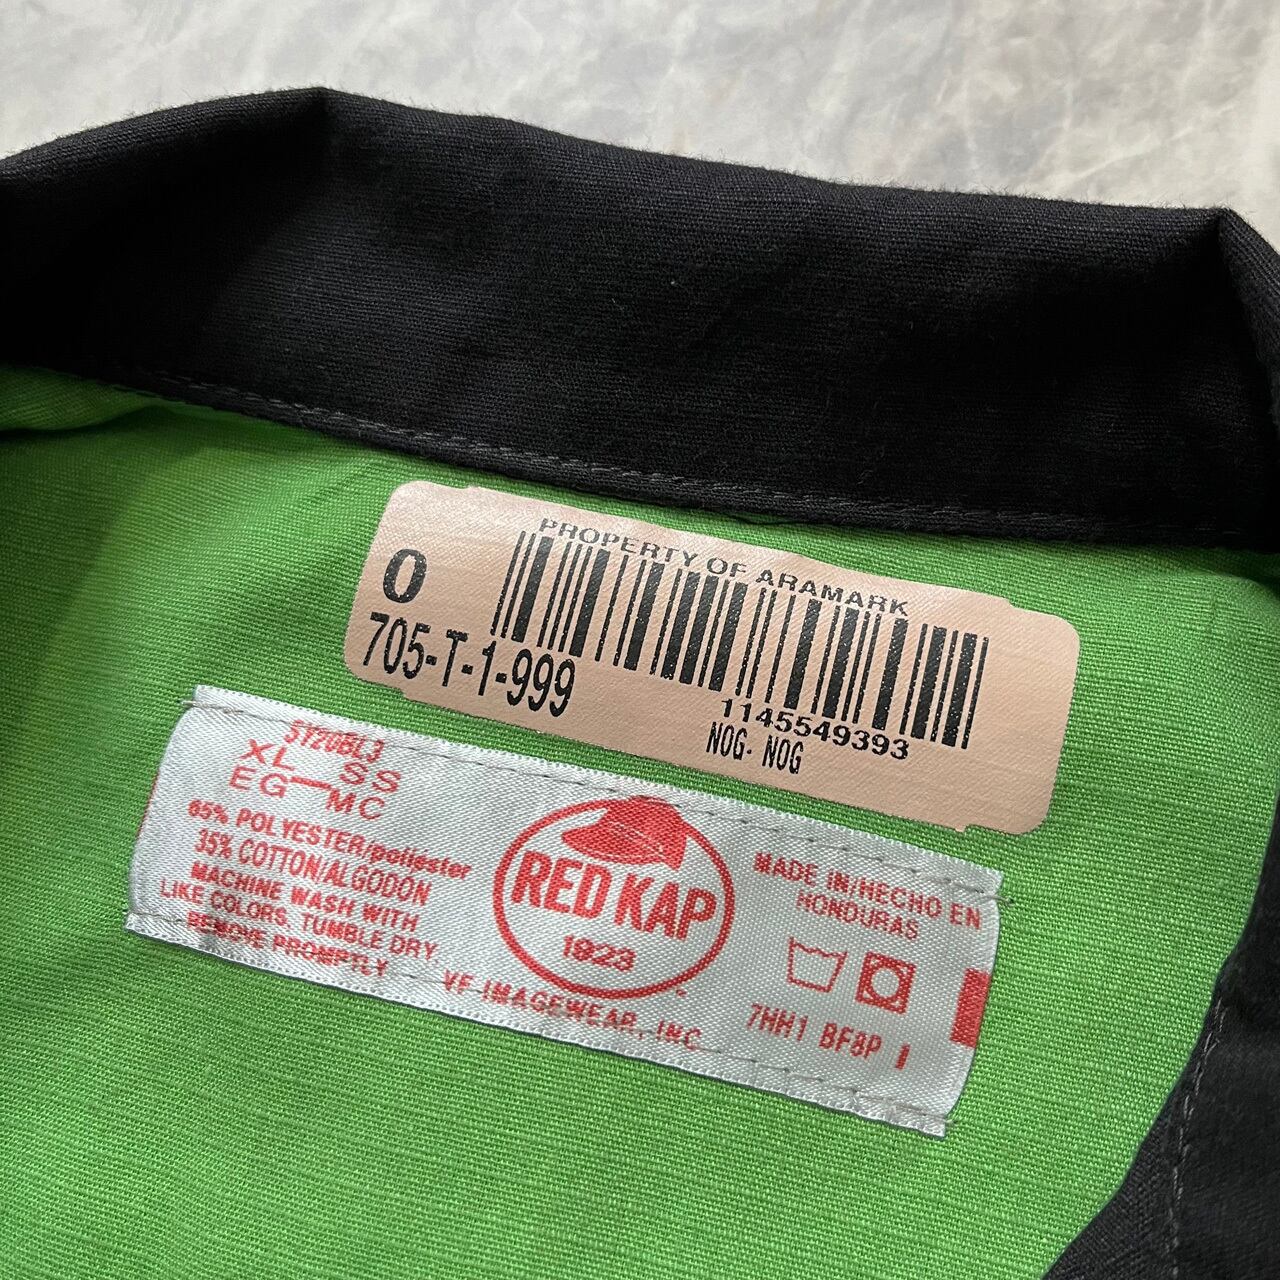 PROPERTY OF ARAMARK
0
705-T-1-999
1145549393
NOG- NOG
SY20BL3
XL SS
EG MC
65% POLYESTER/poliester
35% COTTON/ALGODON
MACHINE WASH WITH
LIKE COLORS. TUMBLE DRY.
REMOVE PROMPTLY
RED KAP
1923
VF IMAGEWEAR, INC
MADE IN/HECHO EN
HONDURAS
7HH1 BF8P